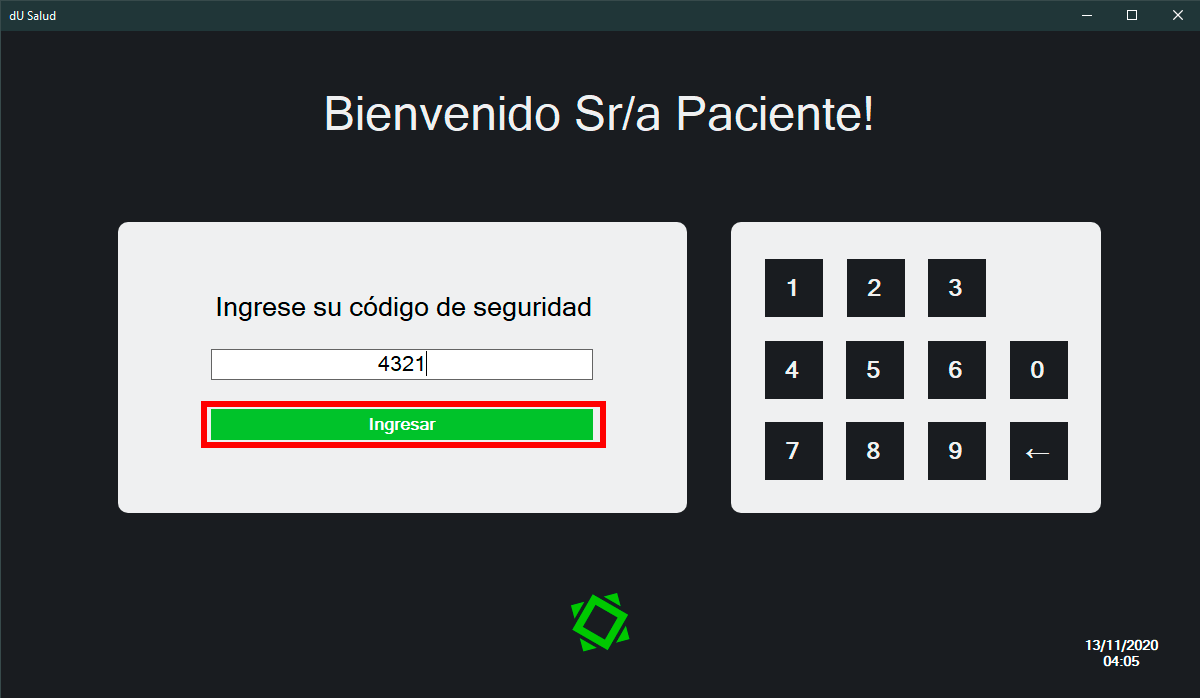 dU Salud
Bienvenido Sr/a Paciente!
Ingrese su código de seguridad
4321
Ingresar
1 2 3
4 5 6 0
7 8 9 ←
13/11/2020
04:05